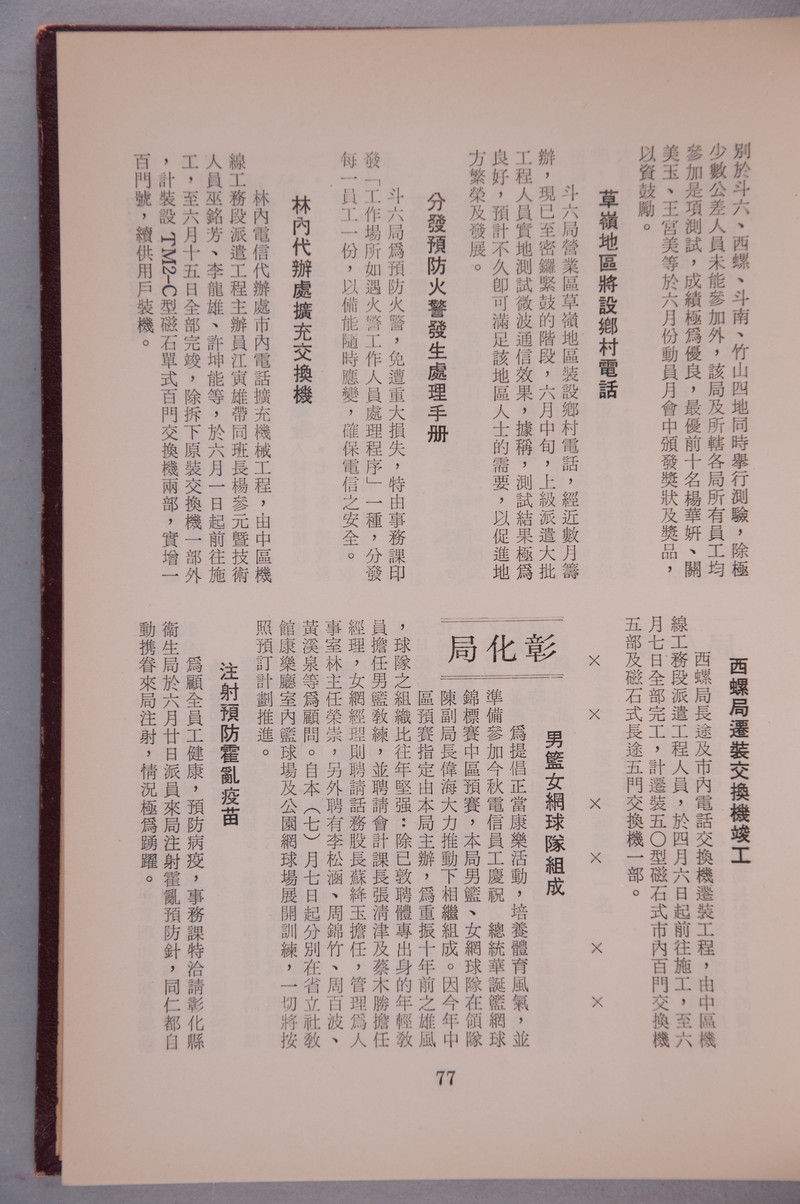 別於斗六、西螺、斗南、竹山四地同時舉行測驗，除極
少數公差人員未能參加外，該局及所轄各局所有員工均
參加是項測試，成績極爲優良，最優前十名楊華姸、關
美玉、王宮美等於六月份動員月會中頒發獎狀及獎品，
以資鼓勵。
草嶺地區將設鄉村電話
斗六局營業區草嶺地區裝設鄉村電話，經近數月籌
辦，現已至密鑼緊鼓的階段，六月中旬，上級派遣大批
工程人員實地測試微波通信效果，據稱，測試結果極爲
良好，預計不久卽可滿足該地區人士的需要，以促進地
方繁榮及發展。
分發預防火警發生處理手册
斗六局爲預防火警，免遭重大損失，特由事務課印
發「工作場所如遇火警工作人員處理程序」一種，分發
每一員工一份，以備能隨時應變，確保電信之安全。
林內代辦處擴充交換機
林內電信代辦處市內電話擴充機械工程，由中區機
線工務段派遣工程主辦員江寅雄帶同班長楊參元暨技術
人員巫銘芳、李龍雄、許坤能等，於六月一日起前往施
工，至六月十五日全部完竣，除拆下原裝交換機一部外
，計裝設 TM2-C型磁石單式百門交換機兩部，實增一
百門號，續供用戶裝機。
西螺局遷裝交換機竣工
西螺局長途及市內電話交換機遷裝工程，由中區機
線工務段派遣工程人員，於四月六日起前往施工，至六
月七日全部完工，計遷裝五〇型磁石式市內百門交換機
五部及磁石式長途五門交換機一部。
× × × × × ×
彰化局
男籃女網球隊組成
爲提倡正當康樂活動，培養體育風氣，並
準備參加今秋電信員工慶祝　總統華誕籃網球
錦標賽中區預賽，本局男籃、女網球隊在領隊
陳副局長偉海大力推動下相繼組成。因今年中
區預賽指定由本局主辦，爲重振十年前之雄風
，球隊之組織比往年堅强：除已敦聘體專出身的年輕教
員擔任男籃教練，並聘請會計課長張淸津及蔡木勝擔任
經理，女網經理則聘請話務股長蘇絳玉擔任，管理爲人
事室林主任榮崇，另外聘有李松涵、周錦竹、周百波、
黃溪泉等爲顧問。自本（七）月七日起分別在省立社教
館康樂廳室內籃球場及公園網球場展開訓練，一切將按
照預訂計劃推進。
注射預防霍亂疫苗
爲顧全員工健康，預防病疫，事務課特洽請彰化縣
衞生局於六月廿日派員來局注射霍亂預防針，同仁都自
動携眷來局注射，情況極爲踴躍。
77